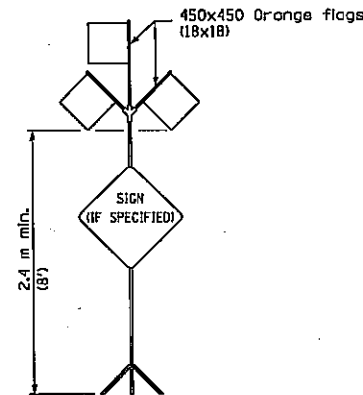 450x450 Orange flags
(18x18)
SIGN
(IF SPECIFIED)
2.4 m min.
(8')